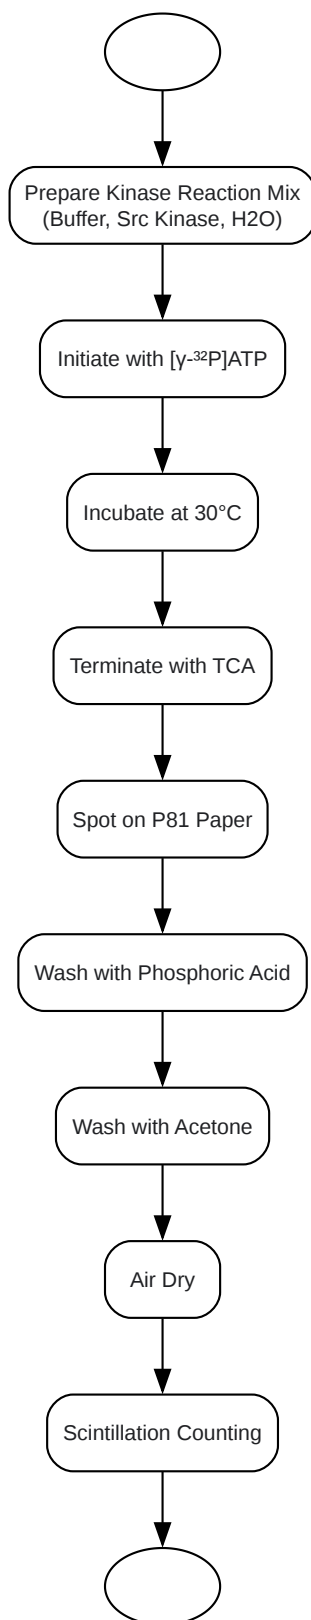 Prepare Kinase Reaction Mix
(Buffer, Src Kinase, H2O)
Initiate with [γ-³²P]ATP
Incubate at 30°C
Terminate with TCA
Spot on P81 Paper
Wash with Phosphoric Acid
Wash with Acetone
Air Dry
Scintillation Counting